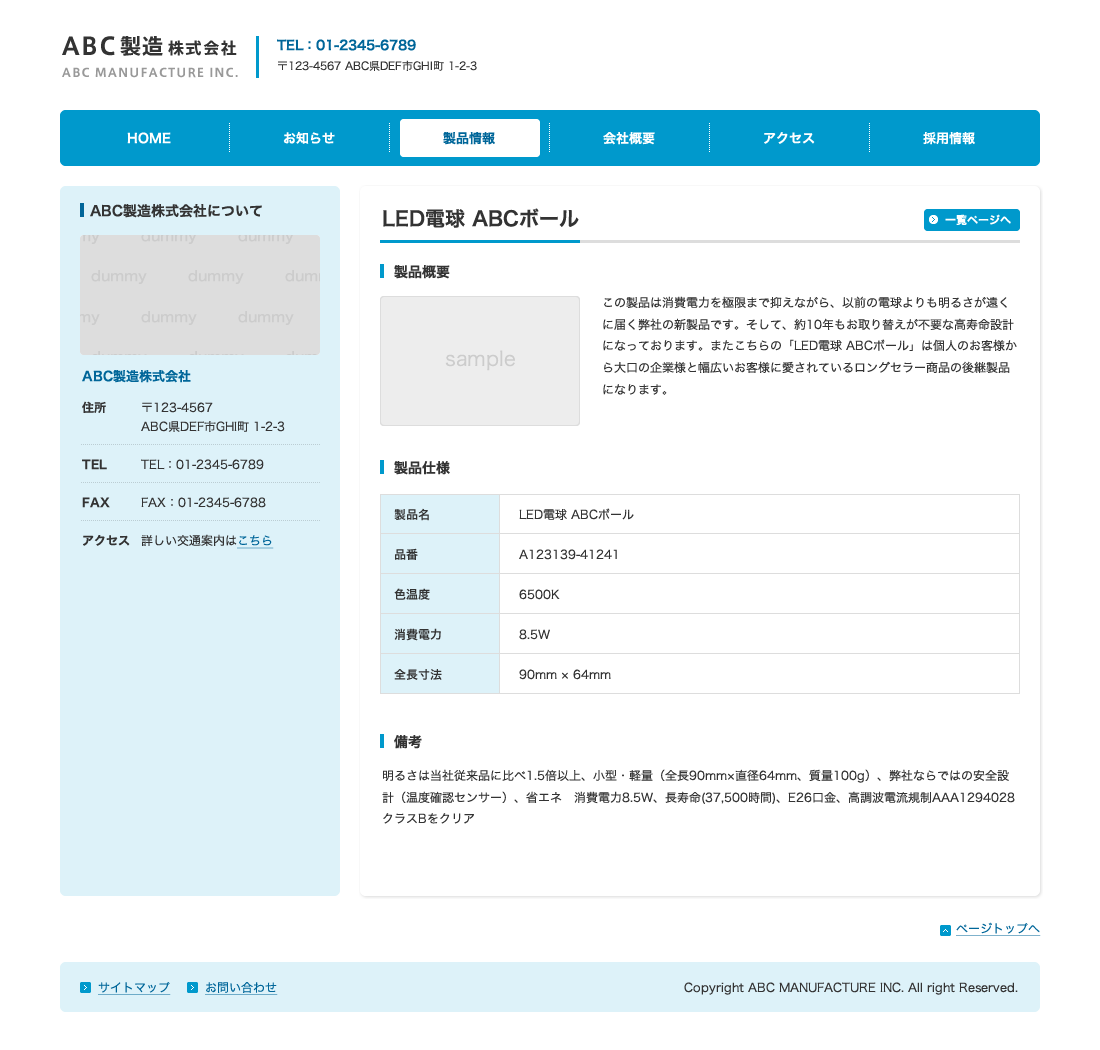 ABC製造 株式会社
ABC MANUFACTURE INC.
TEL：01-2345-6789
〒123-4567 ABC県DEF市GHI町 1-2-3
HOME
お知らせ
製品情報
会社概要
アクセス
採用情報
ABC製造株式会社について
my dummy dummy
dummy dummy dum
my dummy dummy
ABC製造株式会社
住所 〒123-4567
ABC県DEF市GHI町 1-2-3
TEL TEL：01-2345-6789
FAX FAX：01-2345-6788
アクセス 詳しい交通案内はこちら
LED電球 ABCボール
一覧ページへ
製品概要
sample
この製品は消費電力を極限まで抑えながら、以前の電球よりも明るさが遠く
に届く弊社の新製品です。そして、約10年もお取り替えが不要な高寿命設計
になっております。またこちらの「LED電球 ABCボール」は個人のお客様か
ら大口の企業様と幅広いお客様に愛されているロングセラー商品の後継製品
になります。
製品仕様
製品名 LED電球 ABCボール
品番 A123139-41241
色温度 6500K
消費電力 8.5W
全長寸法 90mm × 64mm
備考
明るさは当社従来品に比べ1.5倍以上、小型・軽量（全長90mm×直径64mm、質量100g）、弊社ならではの安全設
計（温度確認センサー）、省エネ　消費電力8.5W、長寿命(37,500時間)、E26口金、高調波電流規制AAA1294028
クラスBをクリア
ページトップへ
サイトマップ
お問い合わせ
Copyright ABC MANUFACTURE INC. All right Reserved.